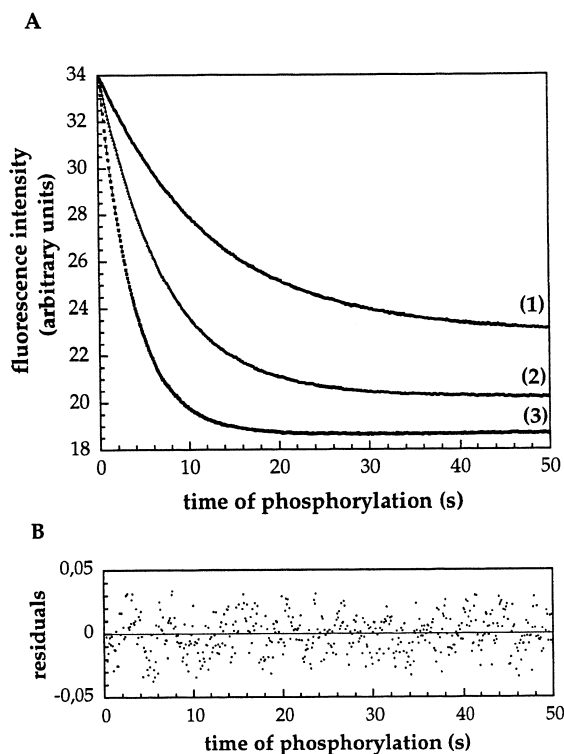 A
fluorescence intensity
(arbitrary units)
34
32
30
28
26
24
22
20
18
(1)
(2)
(3)
0 10 20 30 40 50
time of phosphorylation (s)
B
residuals
0,05
0
-0,05
0 10 20 30 40 50
time of phosphorylation (s)